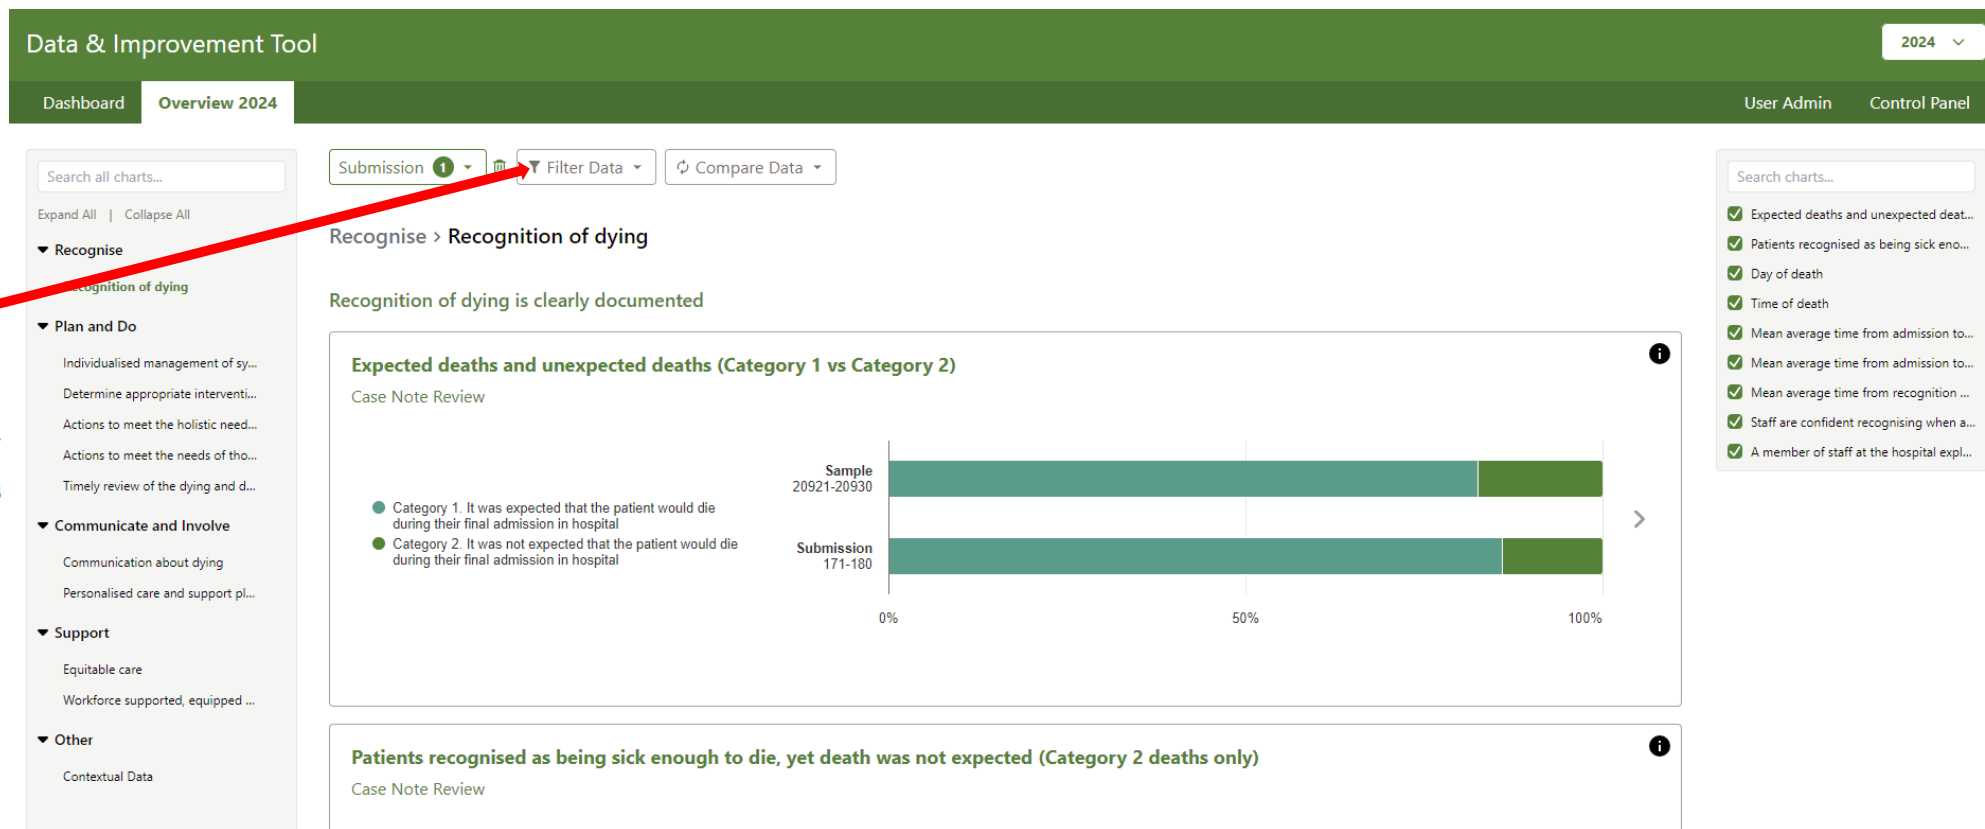 Data & Improvement Tool
2024
Dashboard
Overview 2024
User Admin
Control Panel
Search all charts...
Expand All | Collapse All
Recognise
Recognition of dying
Plan and Do
Individualised management of sy...
Determine appropriate interventi...
Actions to meet the holistic need...
Actions to meet the needs of tho...
Timely review of the dying and d...
Communicate and Involve
Communication about dying
Personalised care and support pl...
Support
Equitable care
Workforce supported, equipped ...
Other
Contextual Data
Submission 1
Filter Data
Compare Data
Recognise > Recognition of dying
Recognition of dying is clearly documented
Expected deaths and unexpected deaths (Category 1 vs Category 2)
Case Note Review
Category 1. It was expected that the patient would die
during their final admission in hospital
Category 2. It was not expected that the patient would die
during their final admission in hospital
Sample
20921-20930
Submission
171-180
0%
50%
100%
Patients recognised as being sick enough to die, yet death was not expected (Category 2 deaths only)
Case Note Review
Search charts...
Expected deaths and unexpected deat...
Patients recognised as being sick eno...
Day of death
Time of death
Mean average time from admission to...
Mean average time from admission to...
Mean average time from recognition ...
Staff are confident recognising when a...
A member of staff at the hospital expl...